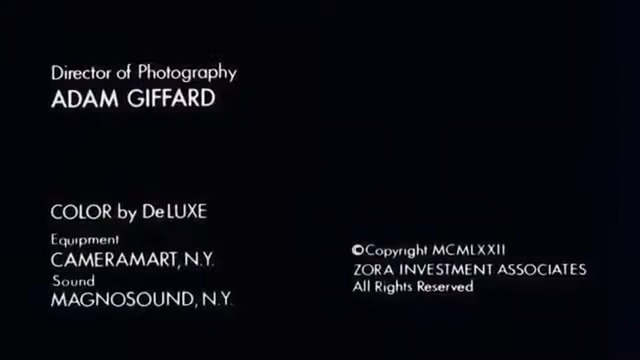 Director of Photography
ADAM GIFFARD
COLOR by DeLUXE
Equipment
CAMERAMART, N.Y.
Sound
MAGNOSOUND, N.Y.
©Copyright MCMLXXII
ZORA INVESTMENT ASSOCIATES
All Rights Reserved